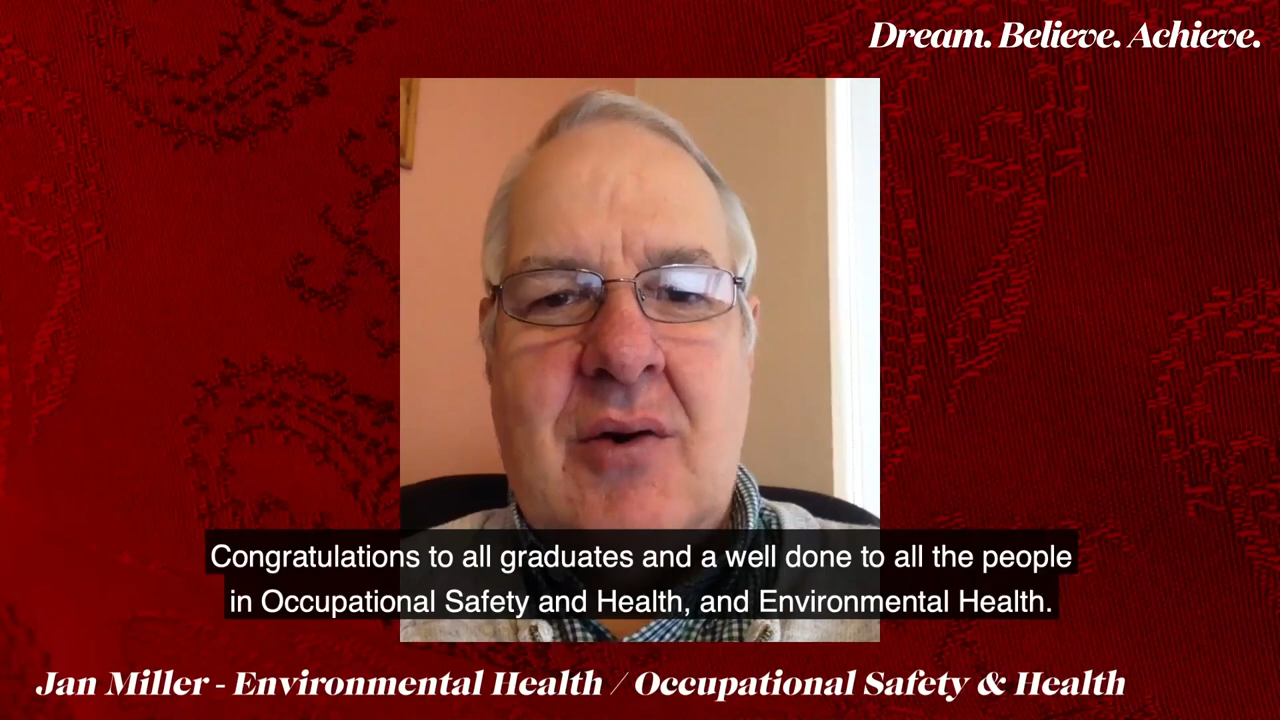 Dream. Believe. Achieve.
Congratulations to all graduates and a well done to all the people
in Occupational Safety and Health, and Environmental Health.
Jan Miller - Environmental Health / Occupational Safety & Health